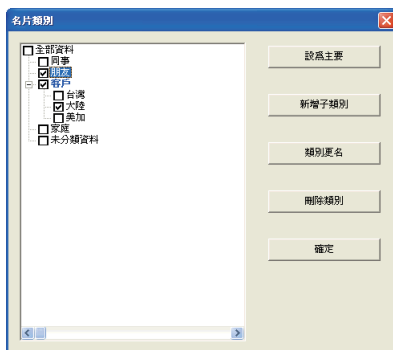 名片類別
全部資料
同事
朋友
客戶
台灣
大陸
美加
家庭
未分類資料
設為主要
新增子類別
類別更名
刪除類別
確定